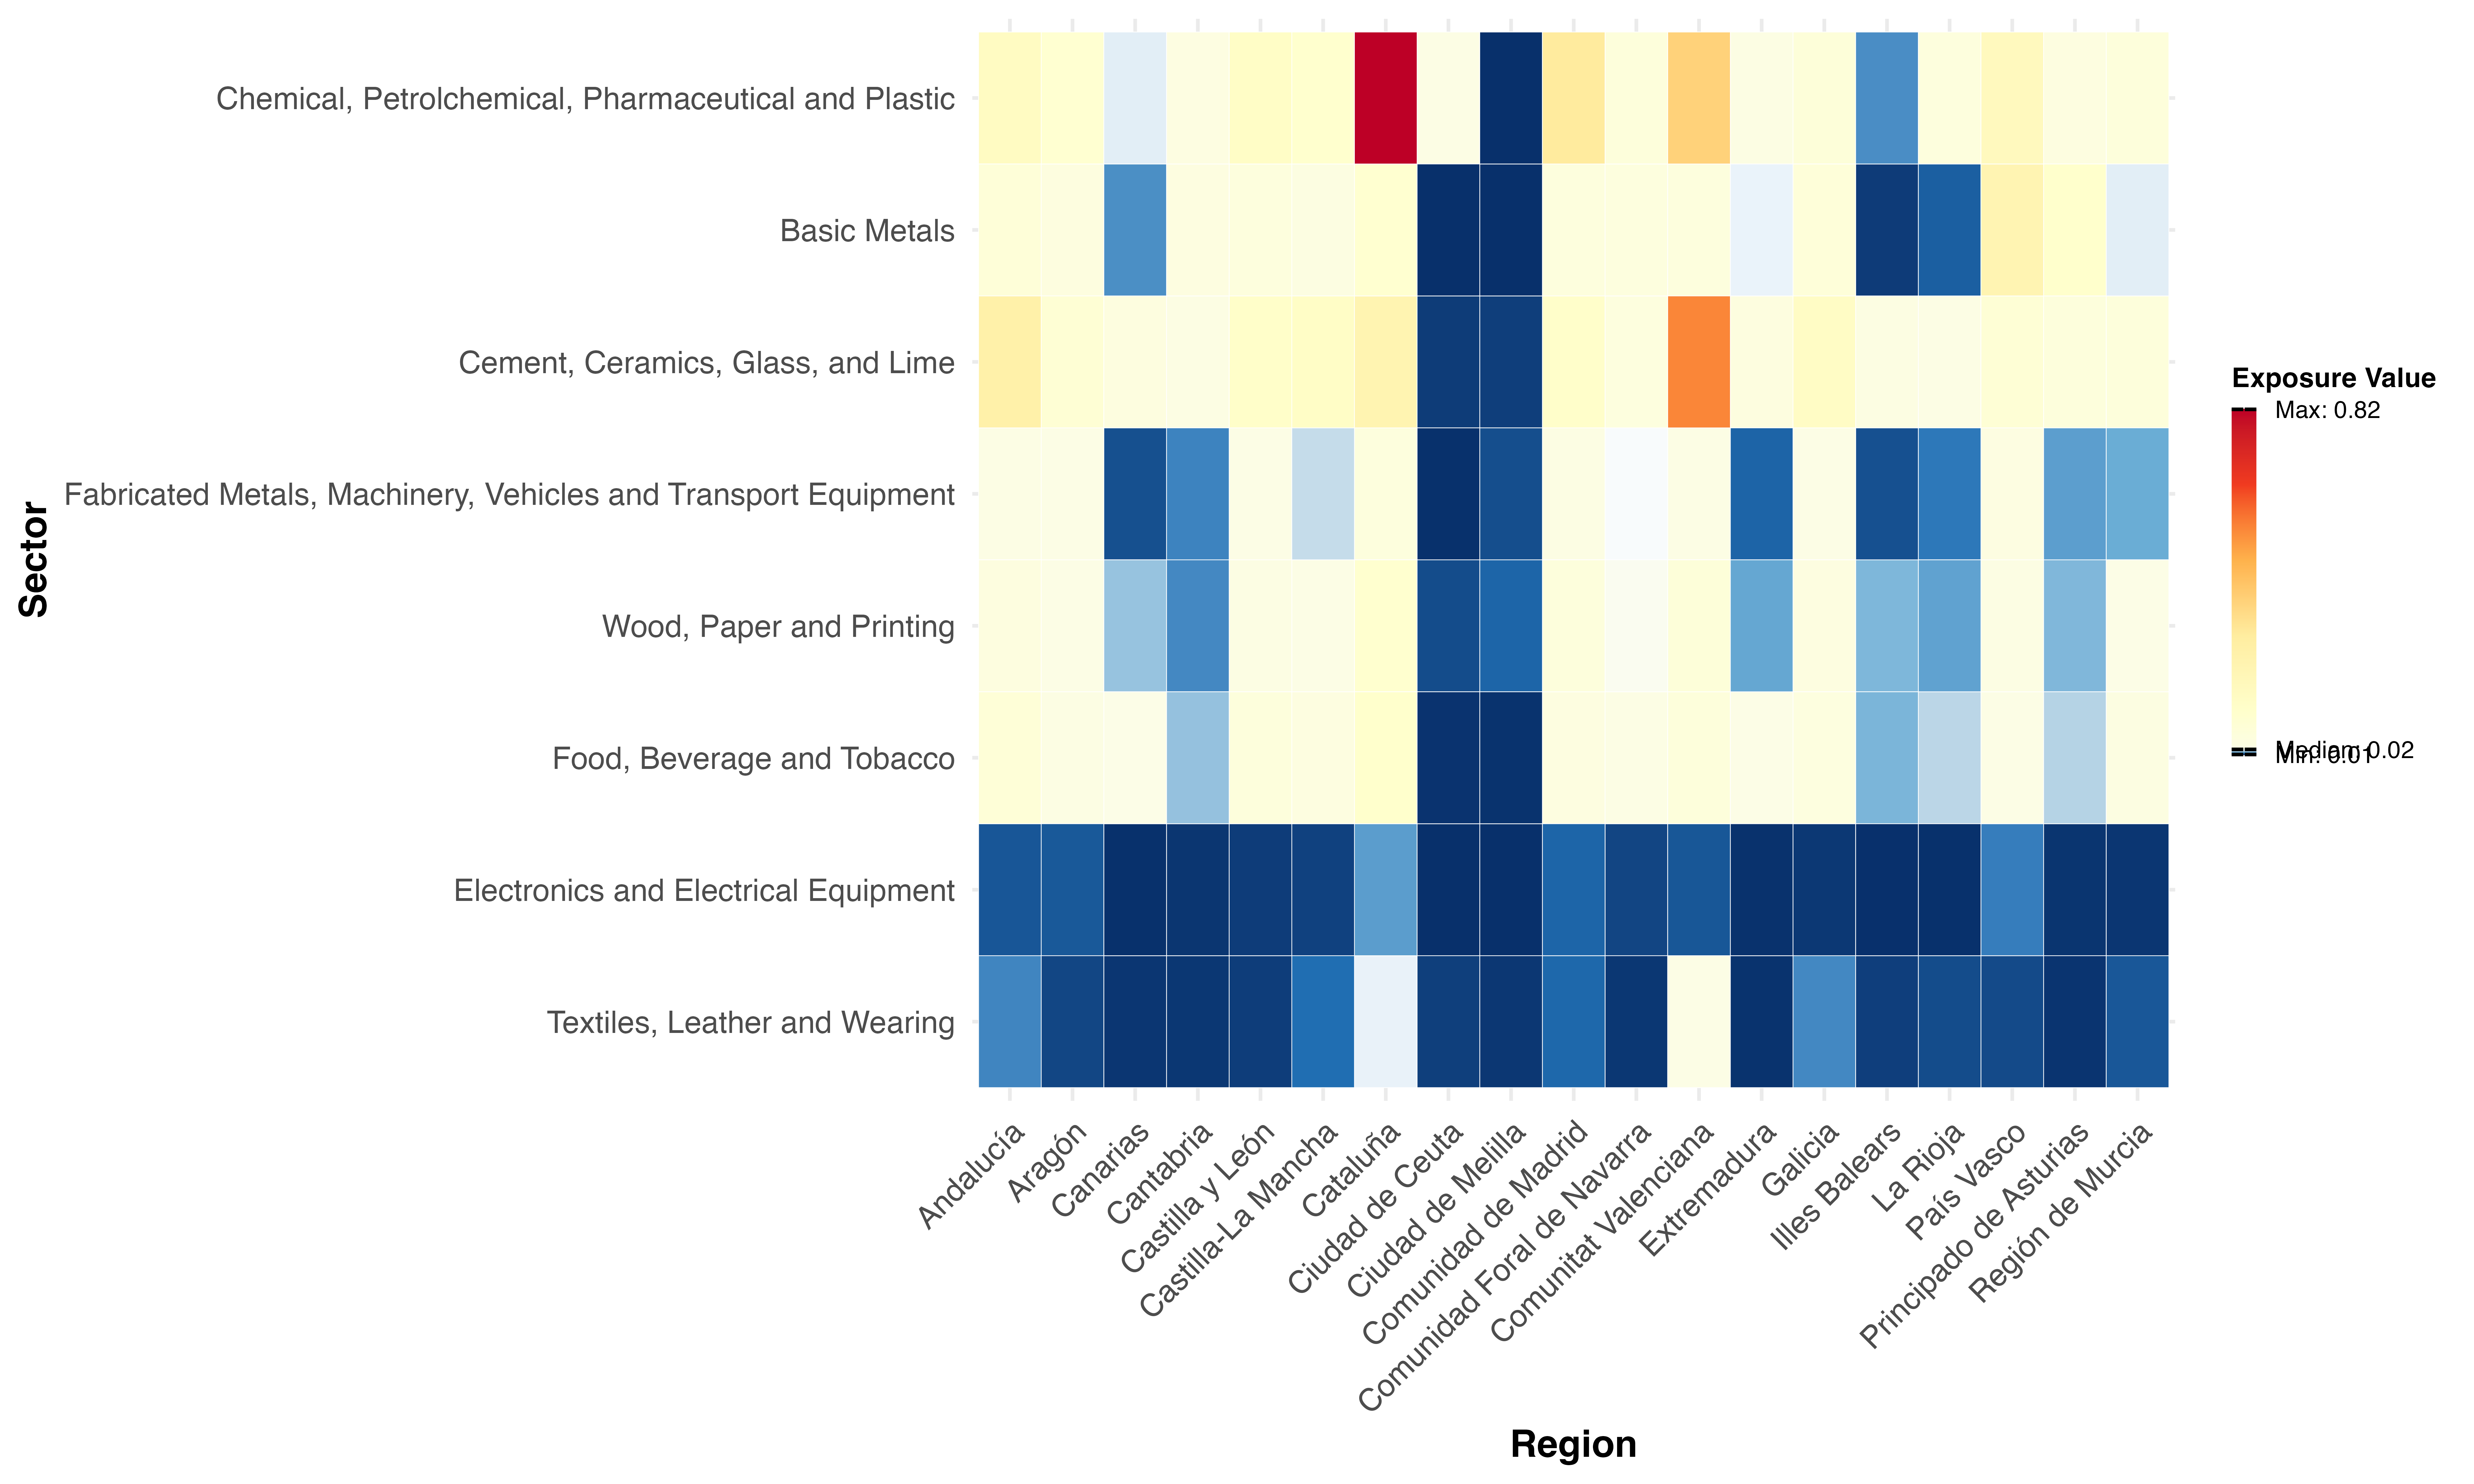 Chemical, Petrolchemical, Pharmaceutical and Plastic
Basic Metals
Cement, Ceramics, Glass, and Lime
Fabricated Metals, Machinery, Vehicles and Transport Equipment
Wood, Paper and Printing
Food, Beverage and Tobacco
Electronics and Electrical Equipment
Textiles, Leather and Wearing
Sector
Andalucía
Aragón
Canarias
Cantabria
Castilla y León
Castilla-La Mancha
Cataluña
Ciudad de Ceuta
Ciudad de Melilla
Comunidad de Madrid
Comunidad Foral de Navarra
Comunitat Valenciana
Extremadura
Galicia
Illes Balears
La Rioja
País Vasco
Principado de Asturias
Región de Murcia
Region
Exposure Value
Max: 0.82
Median: 0.02
Min: 0.01